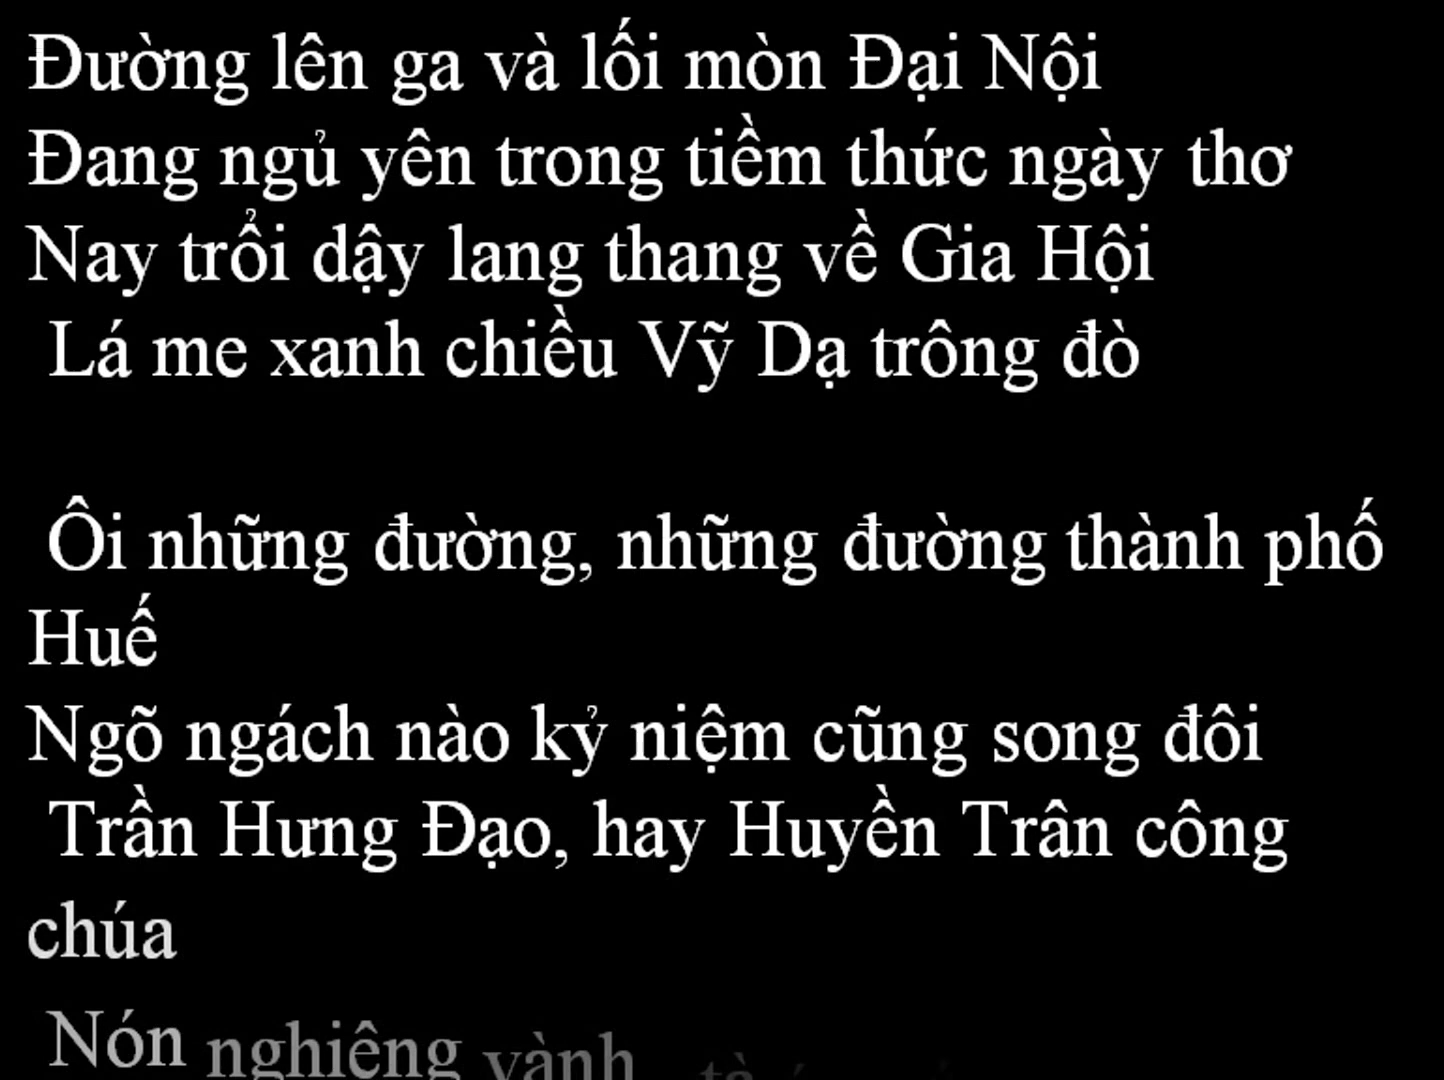 Đường lên ga và lối mòn Đại Nội
Đang ngủ yên trong tiềm thức ngày thơ
Nay trổi dậy lang thang về Gia Hội
Lá me xanh chiều Vỹ Dạ trông đò
Ôi những đường, những đường thành phố
Huế
Ngõ ngách nào kỷ niệm cũng song đôi
Trần Hưng Đạo, hay Huyền Trân công
chúa
Nón nghiêng vành